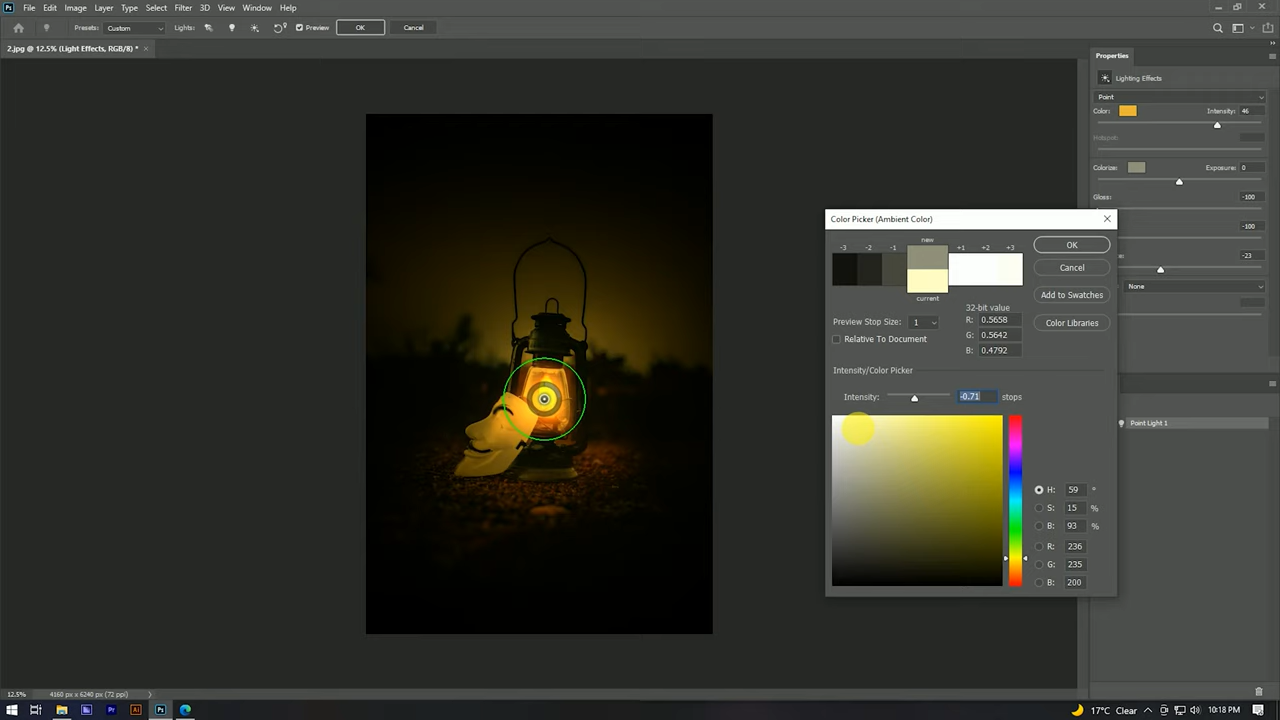 Ps File Edit Image Layer Type Select Filter 3D View Window Help
Presets: Custom Lights: Preview OK Cancel
2.jpg @ 12.5% (Light Effects, RGB/8) * ×
Properties
Lighting Effects
Point
Color: Intensity: 46
Hotspot:
Colorize: Exposure: 0
Gloss: -100
-100
-23
None
Point Light 1
Color Picker (Ambient Color)
new
-3 -2 -1 +1 +2 +3
current
OK
Cancel
Add to Swatches
Color Libraries
32-bit value
Preview Stop Size: 1
R: 0.5658
G: 0.5642
B: 0.4792
Relative To Document
Intensity/Color Picker
Intensity: -0.71 stops
H: 59 °
S: 15 %
B: 93 %
R: 236
G: 235
B: 200
12.5% 4160 px x 6240 px (72 ppi)
Pr Ai Ps
17°C Clear 10:18 PM